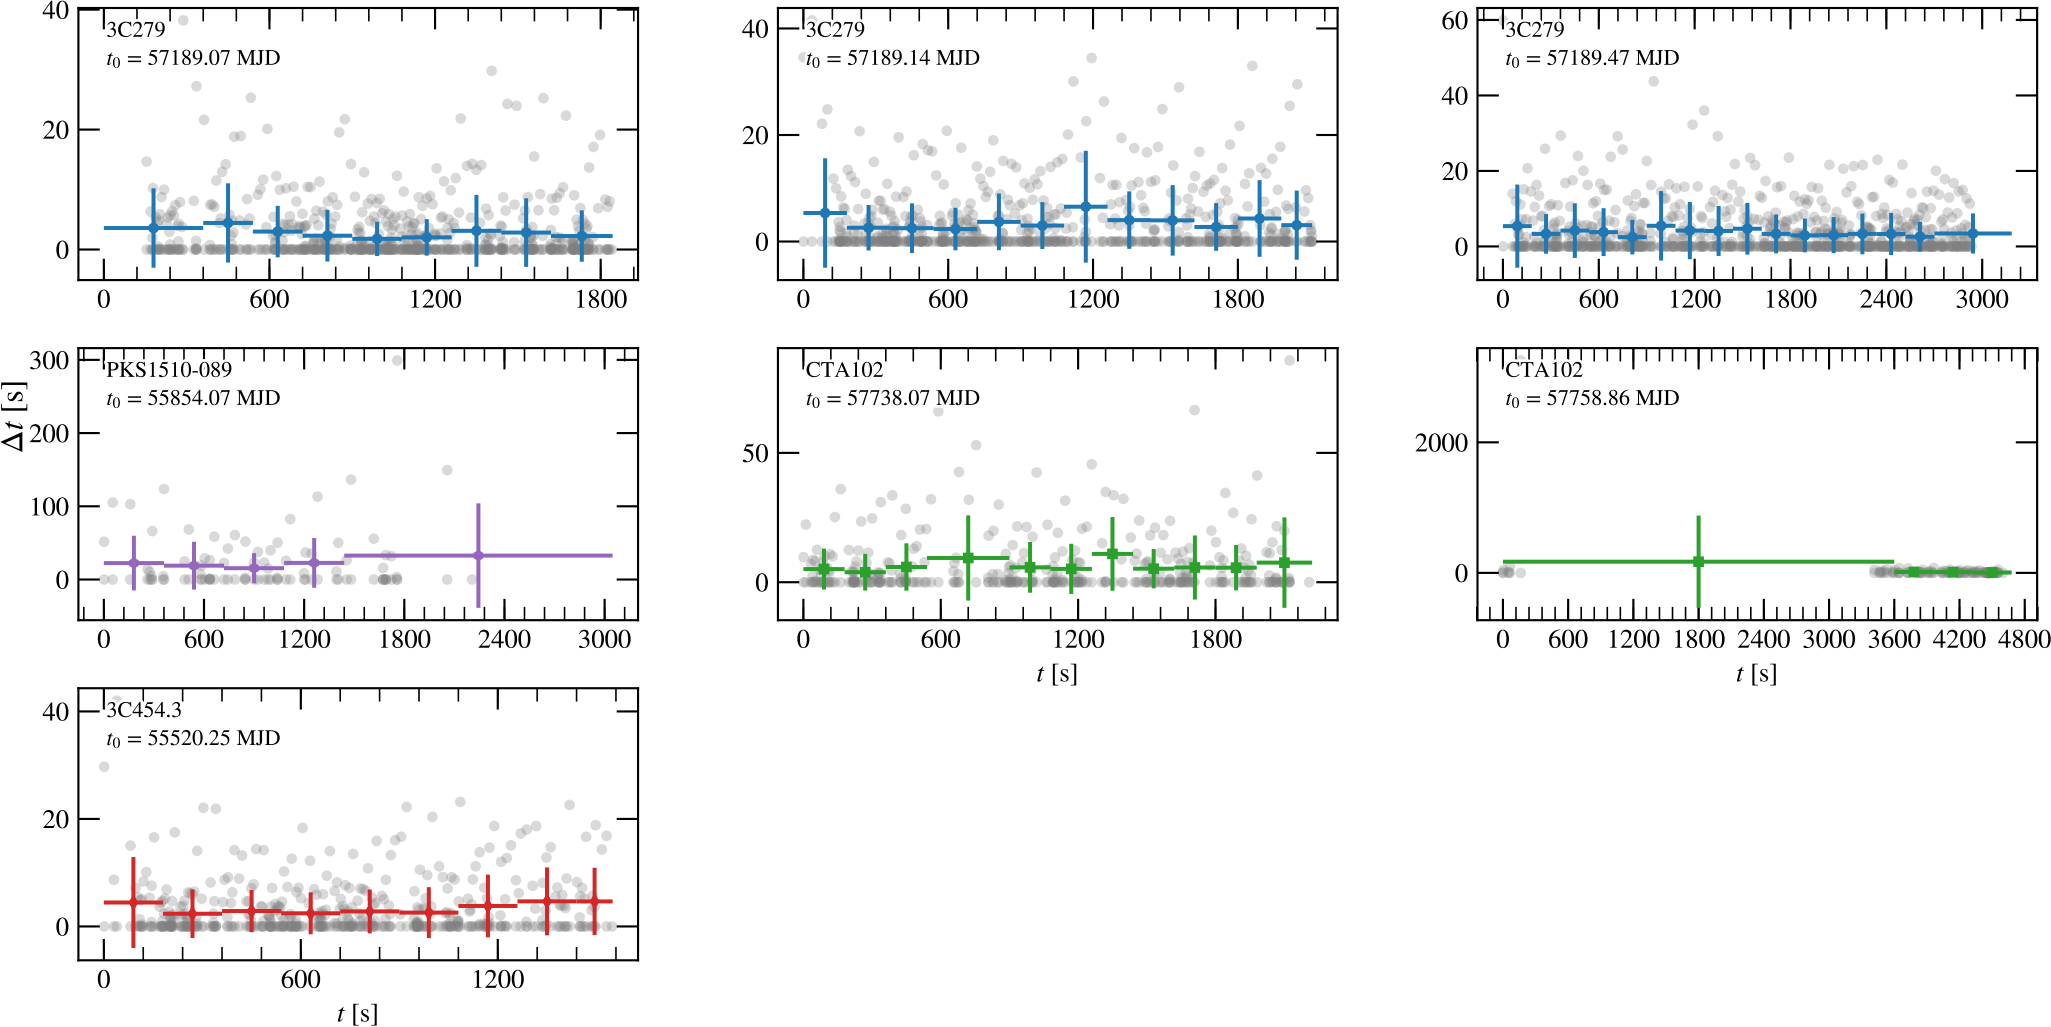 3C279
t₀ = 57189.07 MJD
40
20
0
0 600 1200 1800
3C279
t₀ = 57189.14 MJD
40
20
0
0 600 1200 1800
3C279
t₀ = 57189.47 MJD
60
40
20
0
0 600 1200 1800 2400 3000
Δt [s]
PKS1510-089
t₀ = 55854.07 MJD
300
200
100
0
0 600 1200 1800 2400 3000
CTA102
t₀ = 57738.07 MJD
50
0
0 600 1200 1800
t [s]
CTA102
t₀ = 57758.86 MJD
2000
0
0 600 1200 1800 2400 3000 3600 4200 4800
t [s]
3C454.3
t₀ = 55520.25 MJD
40
20
0
0 600 1200
t [s]